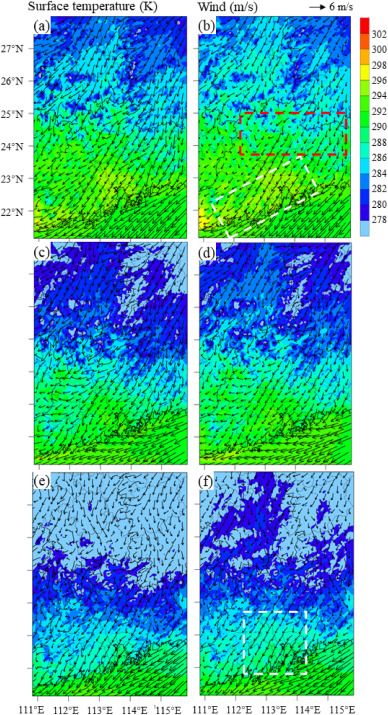 Surface temperature (K) Wind (m/s) → 6 m/s
(a) (b)
27°N
26°N
25°N
24°N
23°N
22°N
302
300
298
296
294
292
290
288
286
284
282
280
278
(c) (d)
(e) (f)
111°E 112°E 113°E 114°E 115°E 111°E 112°E 113°E 114°E 115°E